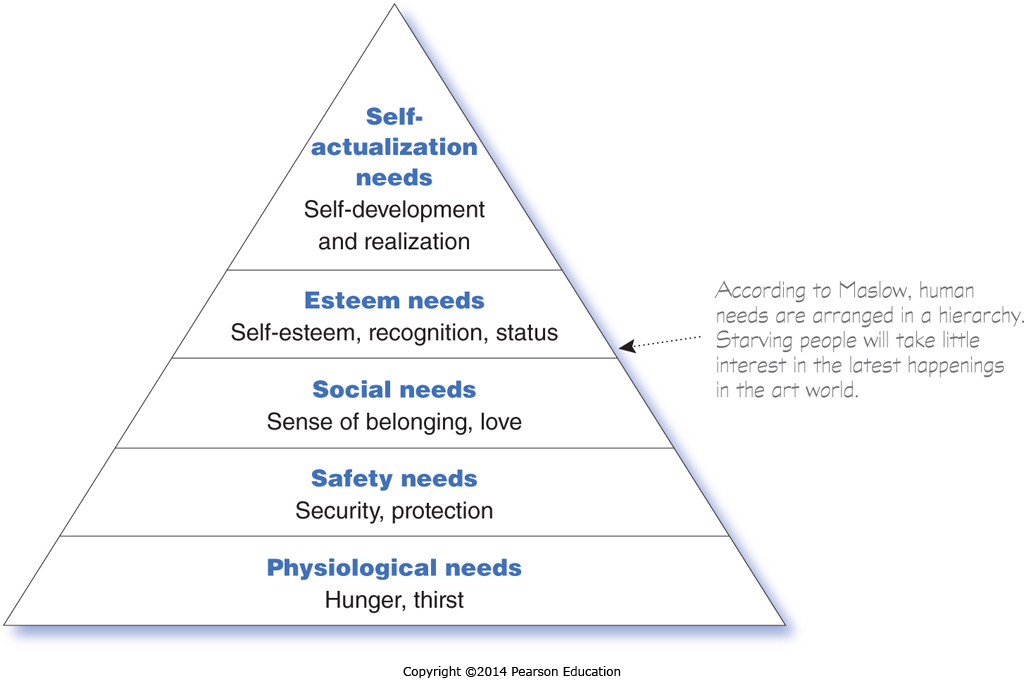 Self-
actualization
needs
Self-development
and realization
Esteem needs
Self-esteem, recognition, status
Social needs
Sense of belonging, love
Safety needs
Security, protection
Physiological needs
Hunger, thirst
According to Maslow, human
needs are arranged in a hierarchy.
Starving people will take little
interest in the latest happenings
in the art world.
Copyright ©2014 Pearson Education